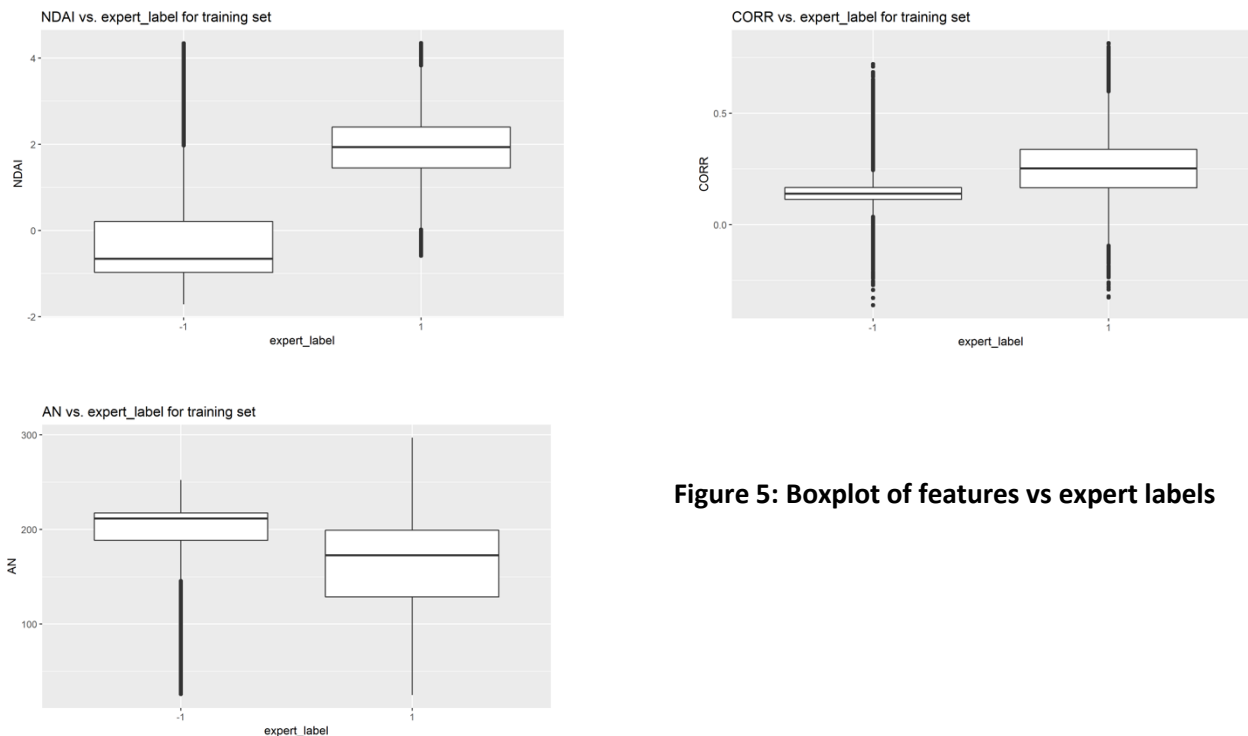 NDAI vs. expert_label for training set
4
2
0
-2
NDAI
-1 1
expert_label
CORR vs. expert_label for training set
0.5
0.0
CORR
-1 1
expert_label
AN vs. expert_label for training set
300
200
100
AN
-1 1
expert_label
Figure 5: Boxplot of features vs expert labels